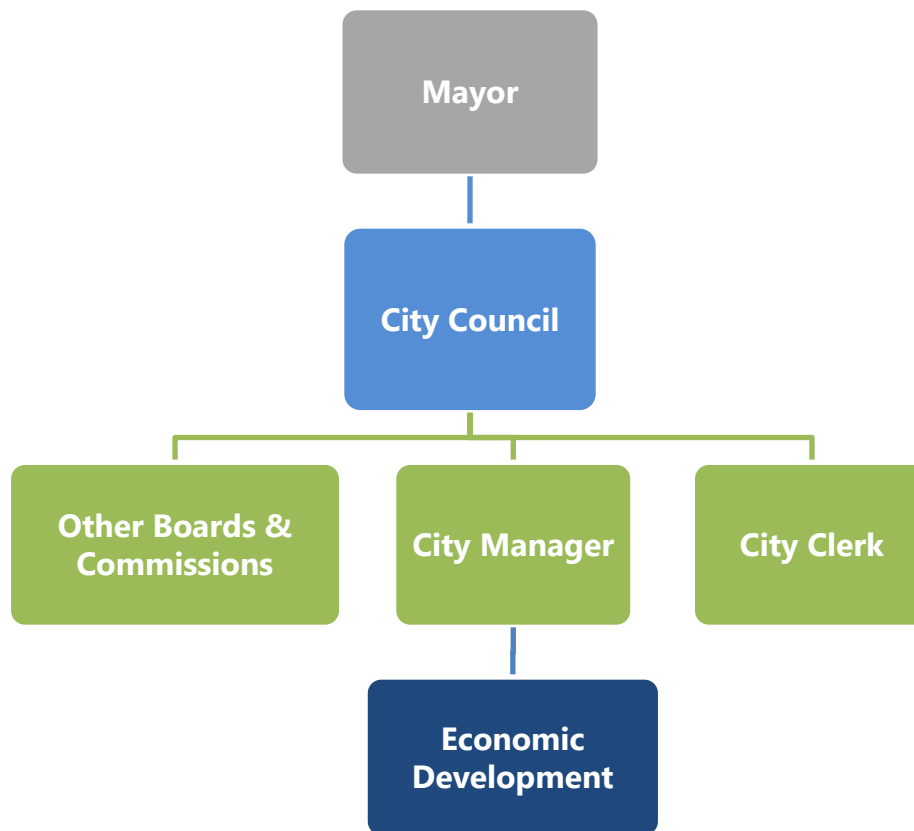 Mayor
City Council
Other Boards &
Commissions
City Manager
City Clerk
Economic
Development